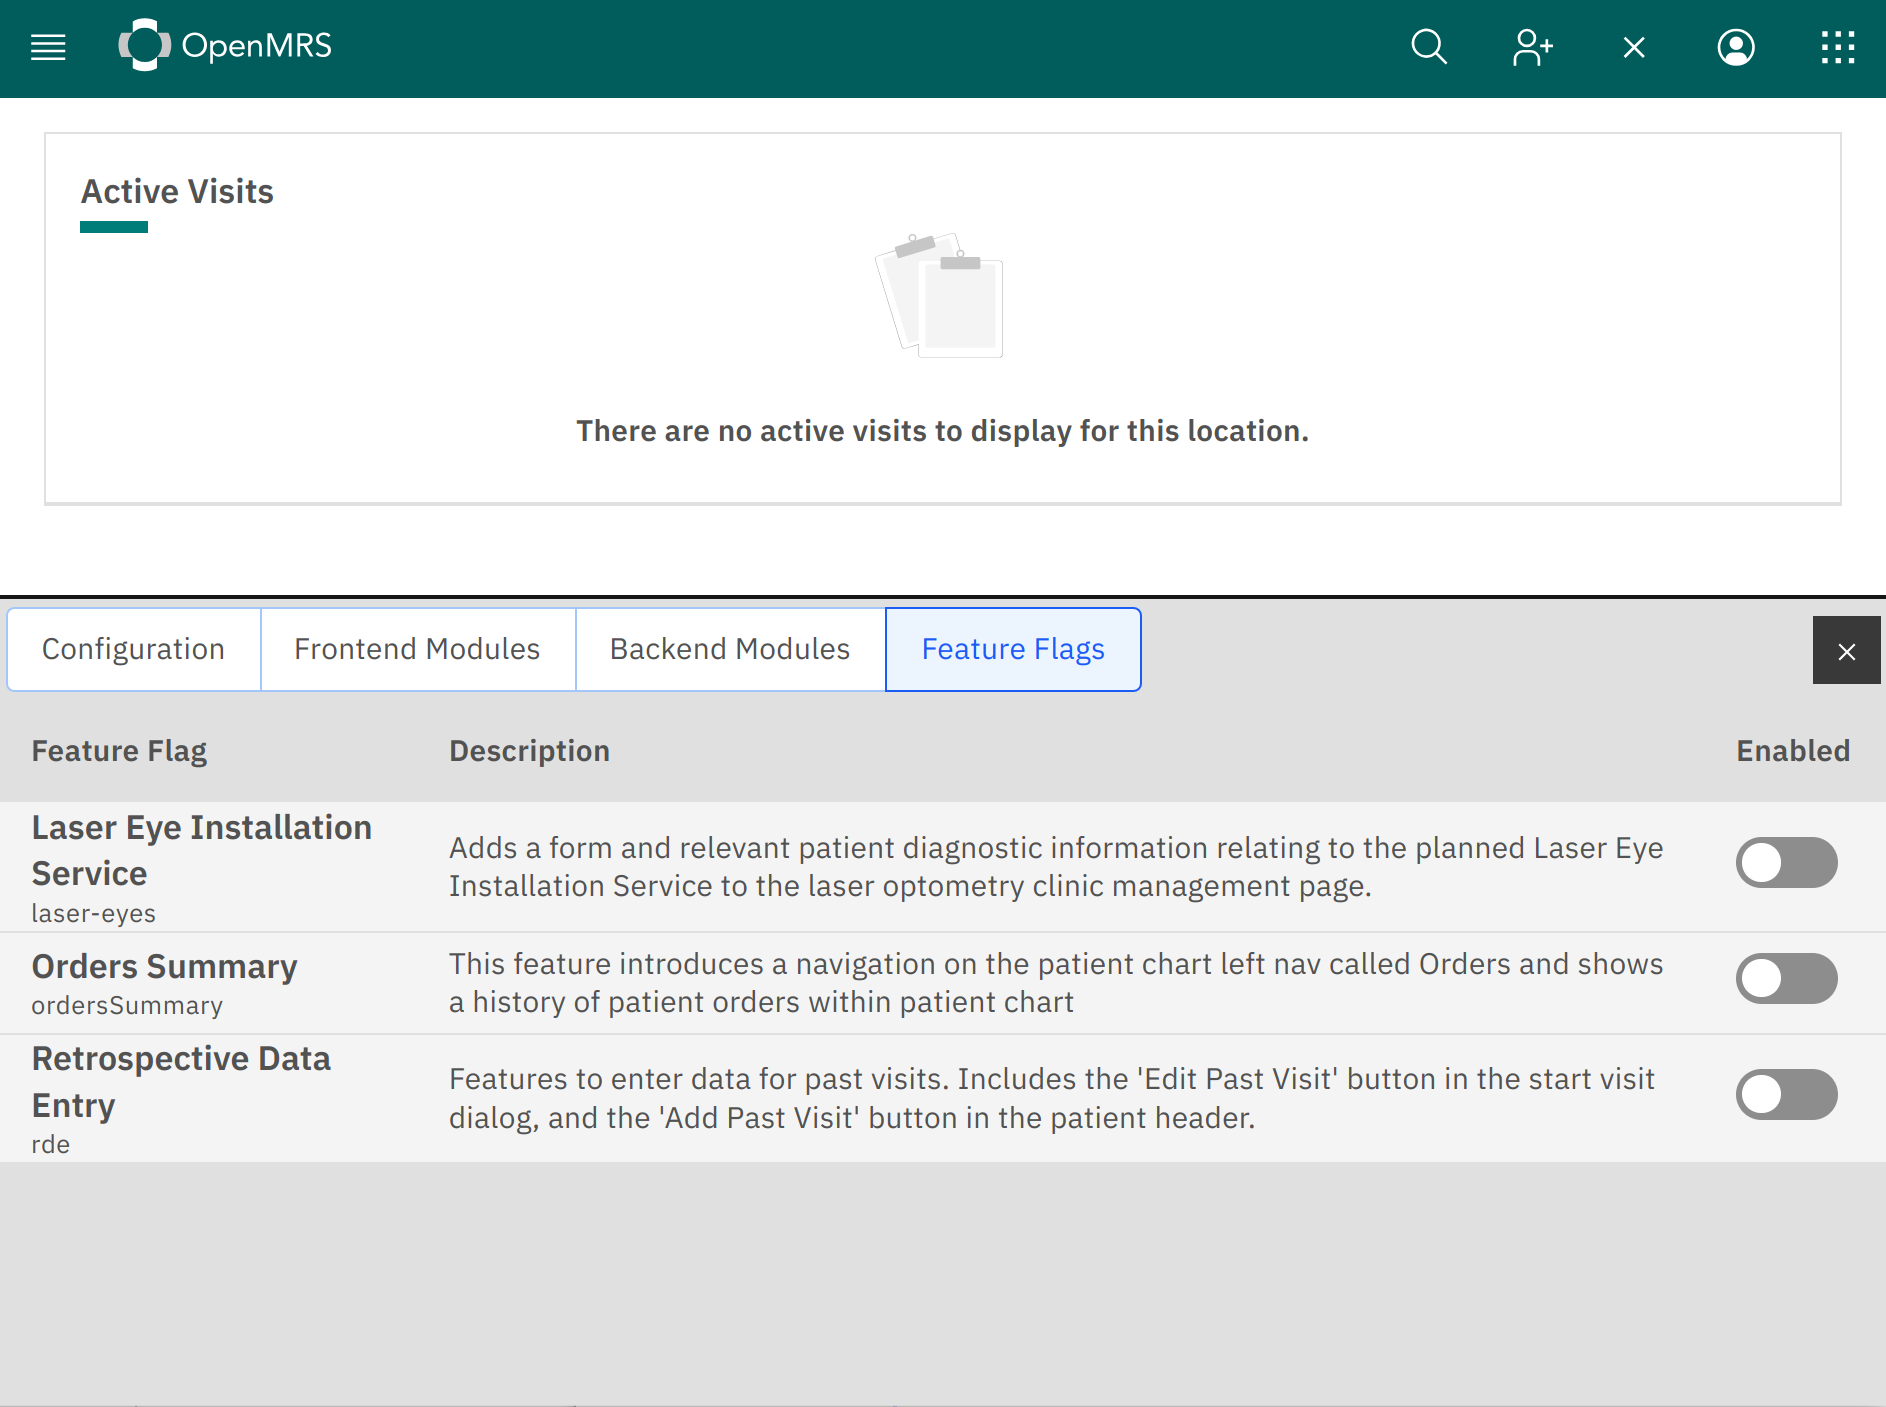 OpenMRS
Active Visits
There are no active visits to display for this location.
Configuration
Frontend Modules
Backend Modules
Feature Flags
Feature Flag
Description
Enabled
Laser Eye Installation
Service
laser-eyes
Adds a form and relevant patient diagnostic information relating to the planned Laser Eye
Installation Service to the laser optometry clinic management page.
Orders Summary
ordersSummary
This feature introduces a navigation on the patient chart left nav called Orders and shows
a history of patient orders within patient chart
Retrospective Data
Entry
rde
Features to enter data for past visits. Includes the 'Edit Past Visit' button in the start visit
dialog, and the 'Add Past Visit' button in the patient header.